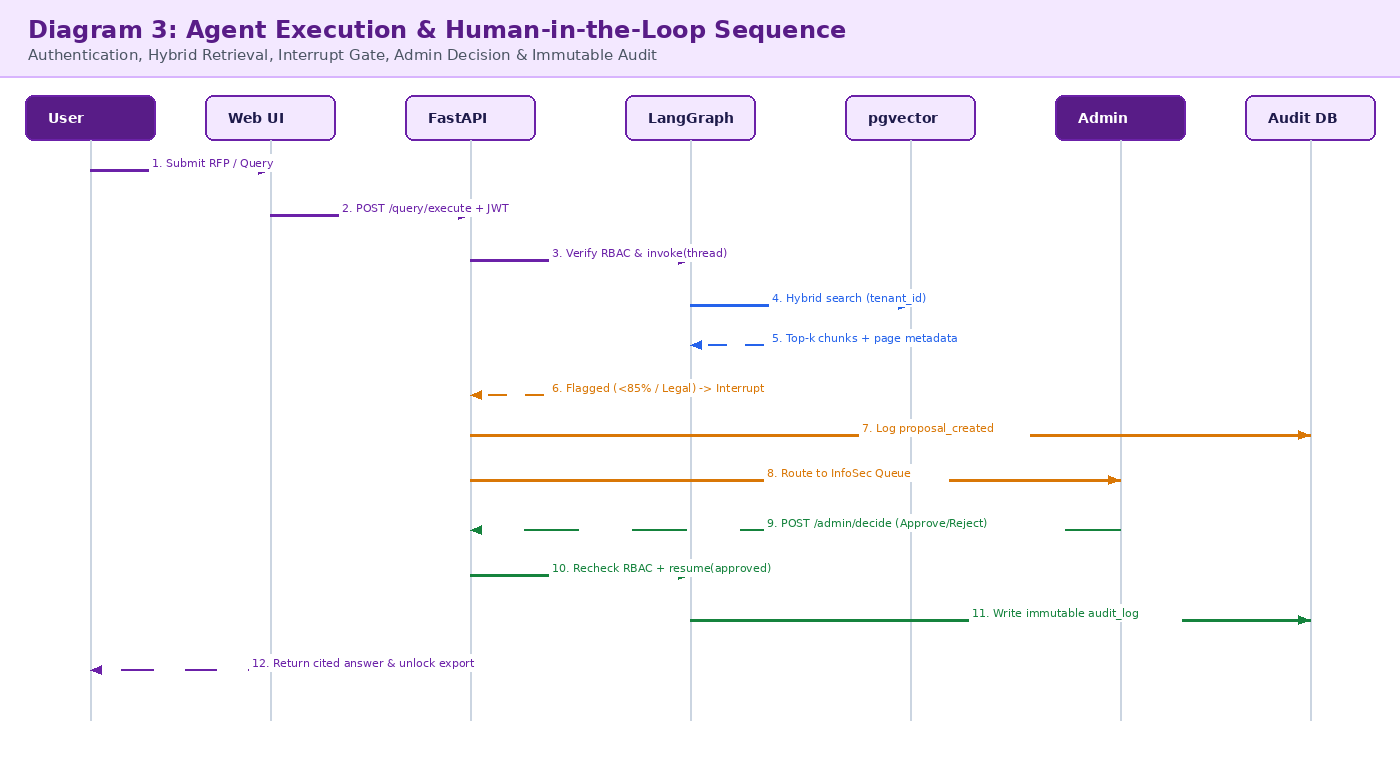 Diagram 3: Agent Execution & Human-in-the-Loop Sequence
Authentication, Hybrid Retrieval, Interrupt Gate, Admin Decision & Immutable Audit
User
Web UI
FastAPI
LangGraph
pgvector
Admin
Audit DB
1. Submit RFP / Query
2. POST /query/execute + JWT
3. Verify RBAC & invoke(thread)
4. Hybrid search (tenant_id)
5. Top-k chunks + page metadata
6. Flagged (<85% / Legal) -> Interrupt
7. Log proposal_created
8. Route to InfoSec Queue
9. POST /admin/decide (Approve/Reject)
10. Recheck RBAC + resume(approved)
11. Write immutable audit_log
12. Return cited answer & unlock export